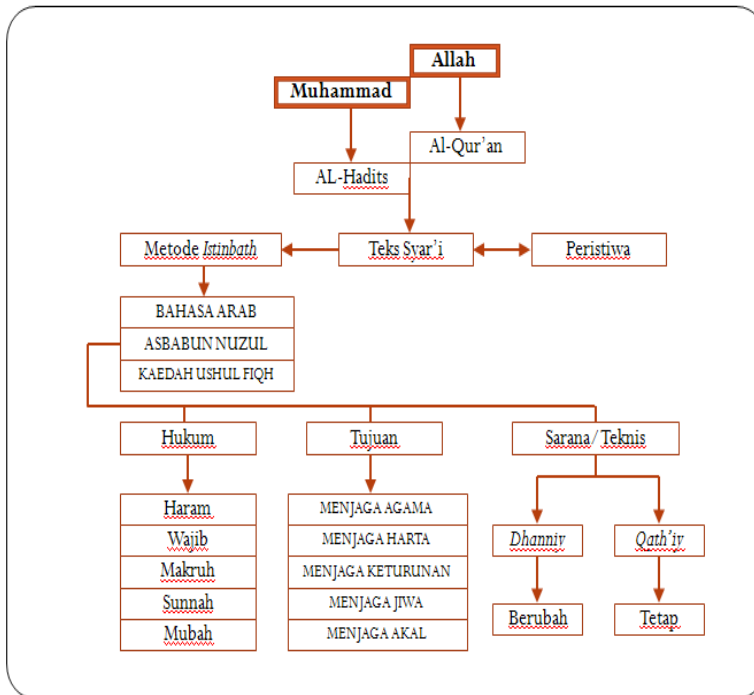 Allah
Muhammad
Al-Qur'an
AL-Hadits
Metode Istinbath
Teks Syar'i
Peristiwa
BAHASA ARAB
ASBABUN NUZUL
KAEDAH USHUL FIQH
Hukum
Tujuan
Sarana/ Teknis
Haram
Wajib
Makruh
Sunnah
Mubah
MENJAGA AGAMA
MENJAGA HARTA
MENJAGA KETURUNAN
MENJAGA JIWA
MENJAGA AKAL
Dhanniy
Qath'iy
Berubah
Tetap